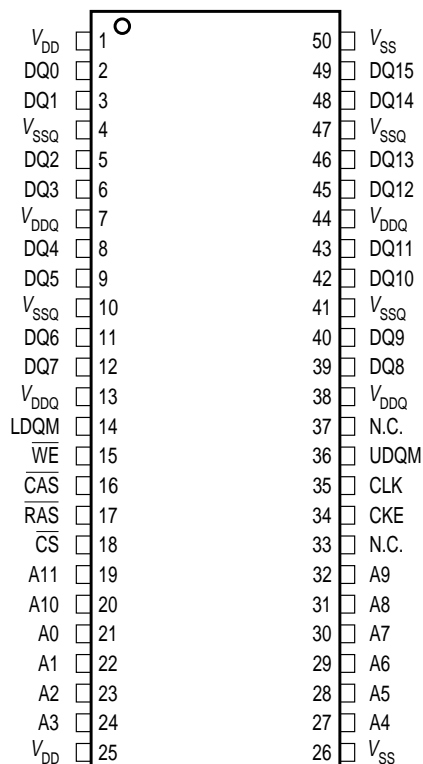 VDD 1 50 VSS
DQ0 2 49 DQ15
DQ1 3 48 DQ14
VSSQ 4 47 VSSQ
DQ2 5 46 DQ13
DQ3 6 45 DQ12
VDDQ 7 44 VDDQ
DQ4 8 43 DQ11
DQ5 9 42 DQ10
VSSQ 10 41 VSSQ
DQ6 11 40 DQ9
DQ7 12 39 DQ8
VDDQ 13 38 VDDQ
LDQM 14 37 N.C.
WE 15 36 UDQM
CAS 16 35 CLK
RAS 17 34 CKE
CS 18 33 N.C.
A11 19 32 A9
A10 20 31 A8
A0 21 30 A7
A1 22 29 A6
A2 23 28 A5
A3 24 27 A4
VDD 25 26 VSS